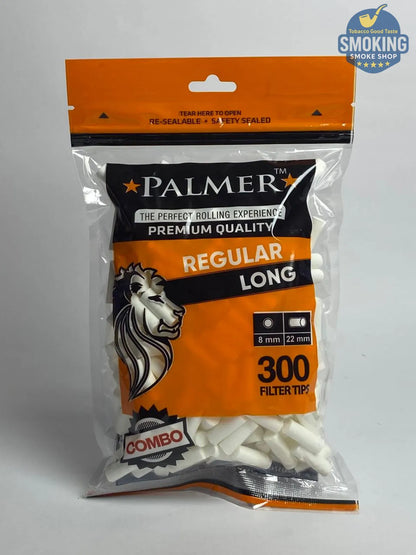 Tobacco Good Taste
SMOKING
SMOKE SHOP
TEAR HERE TO OPEN
RE-SEALABLE + SAFETY SEALED
PALMER™
THE PERFECT ROLLING EXPERIENCE
PREMIUM QUALITY
REGULAR
LONG
8 mm 22 mm
300
FILTER TIPS
COMBO